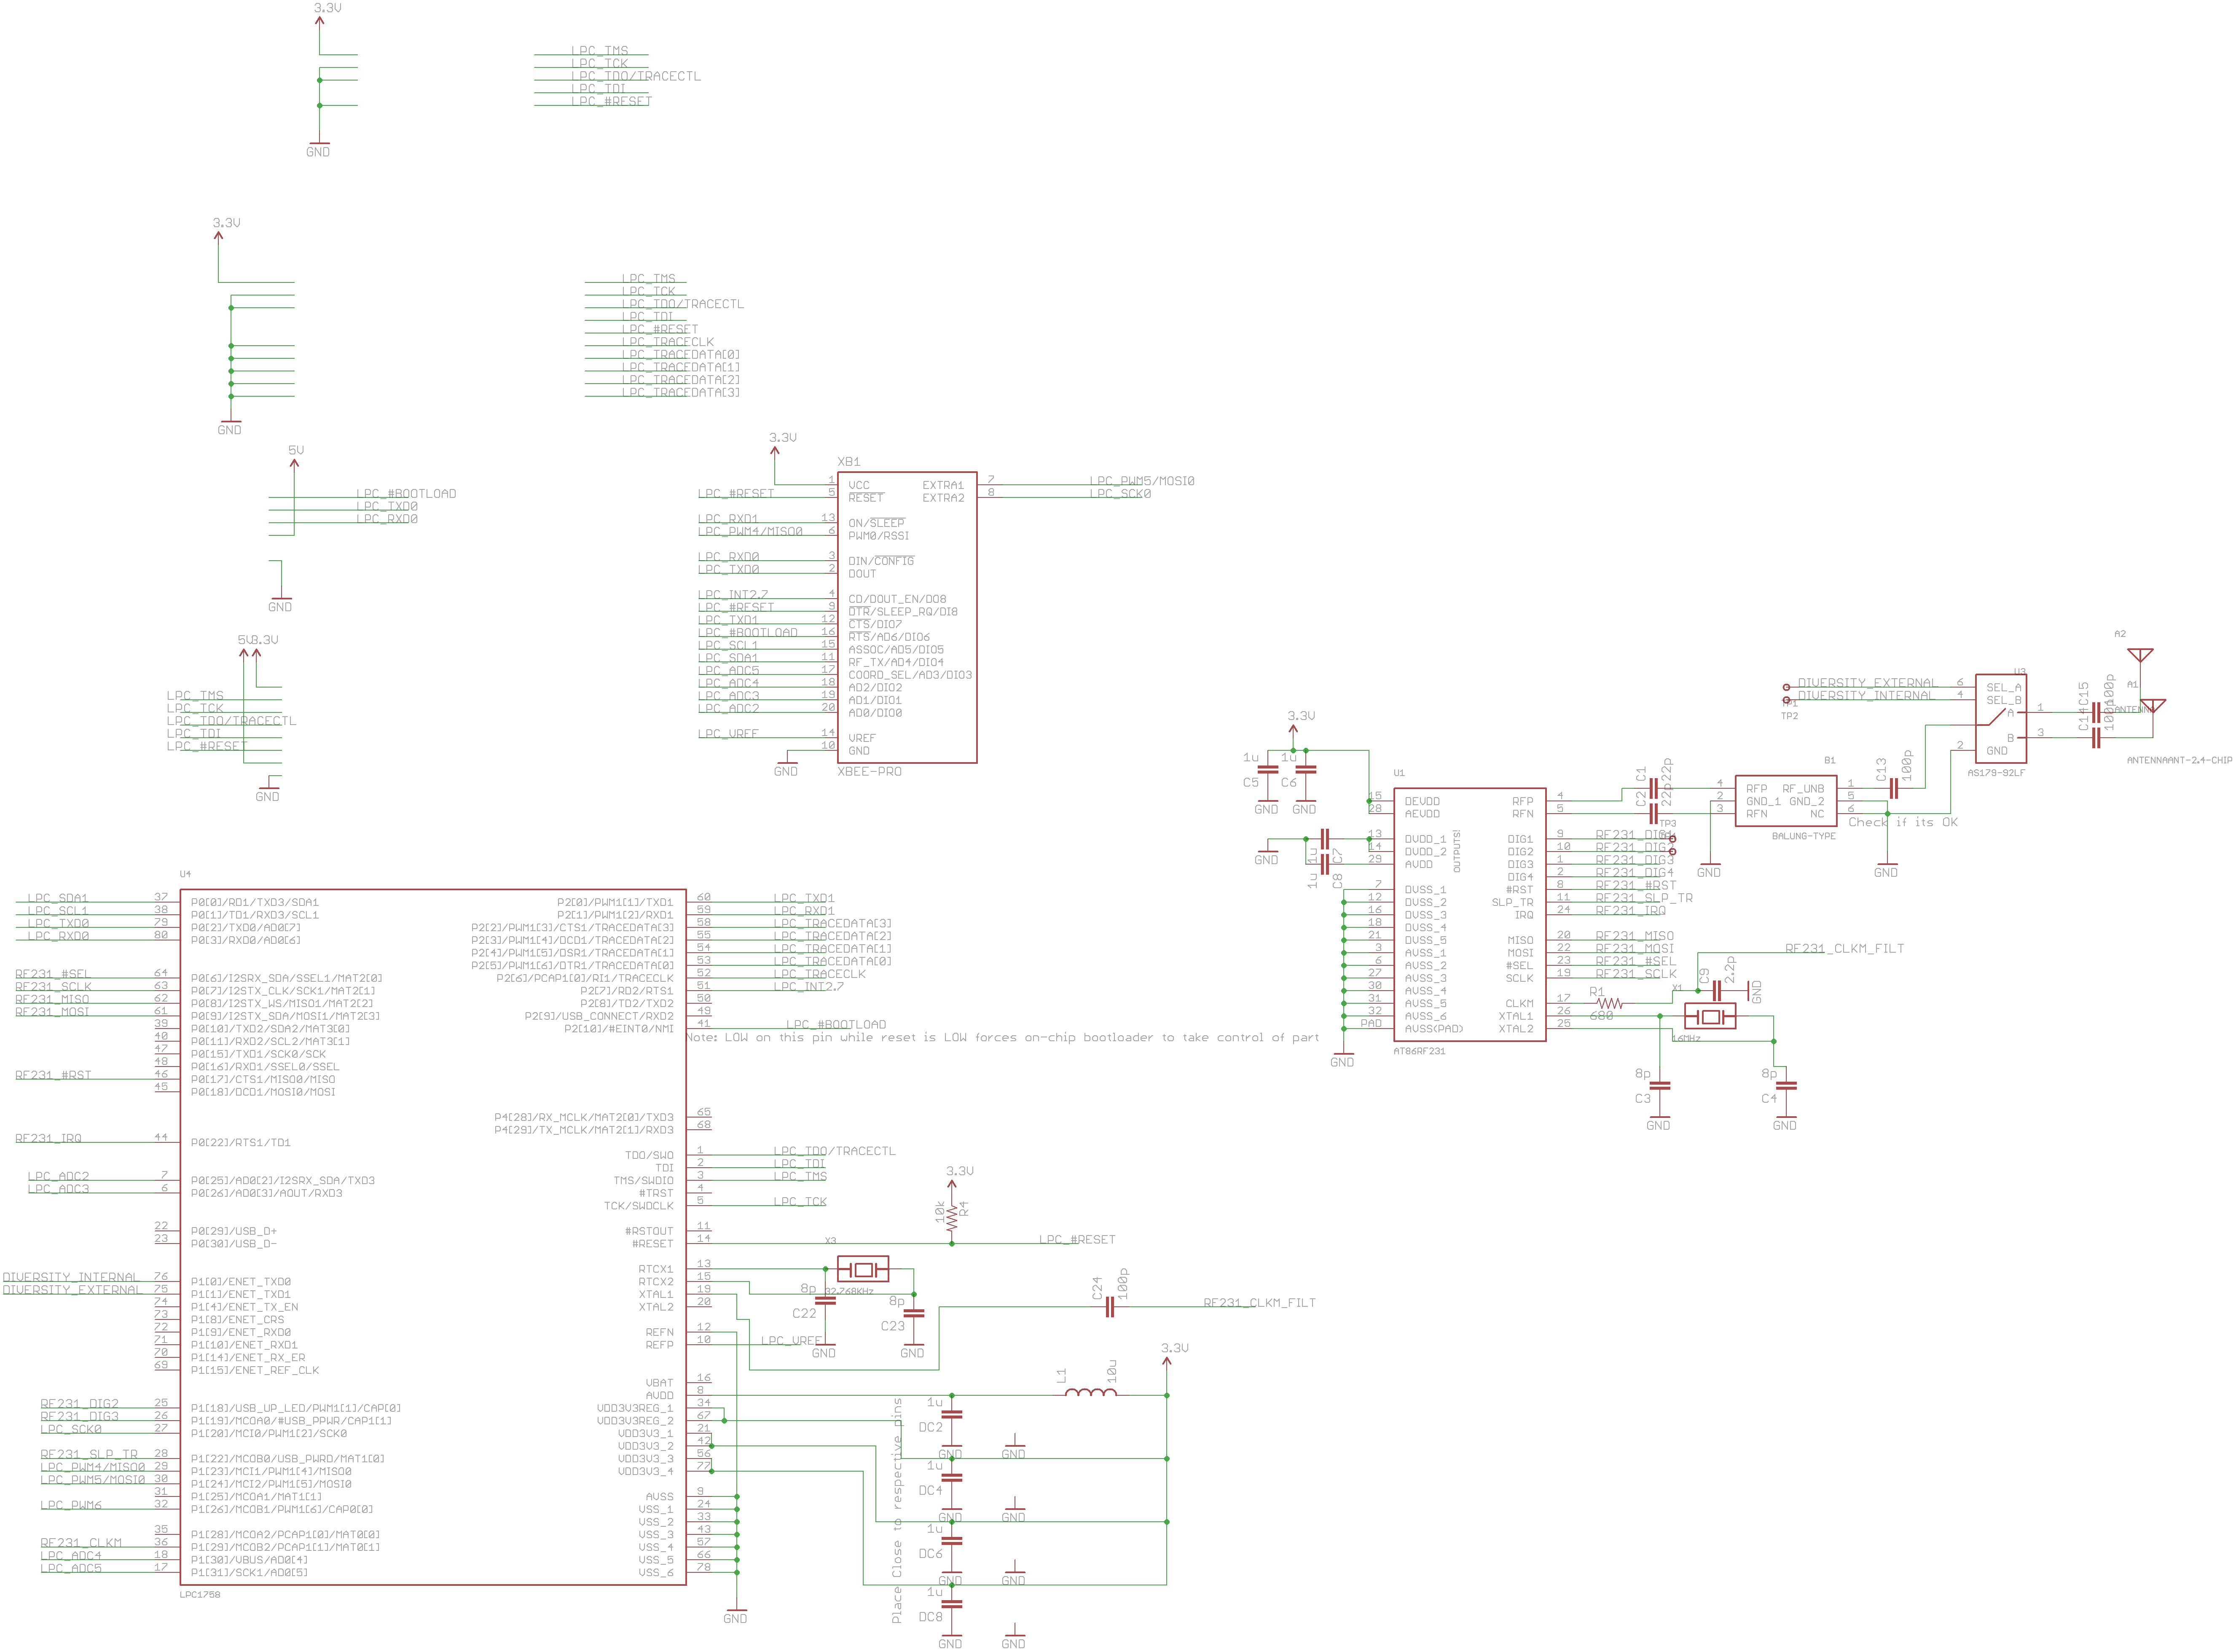 3.3V
LPC_TMS
LPC_TCK
LPC_TDO/TRACECTL
LPC_TDI
LPC_#RESET
GND
3.3V
LPC_TMS
LPC_TCK
LPC_TDO/TRACECTL
LPC_TDI
LPC_#RESET
LPC_TRACECLK
LPC_TRACEDATA[0]
LPC_TRACEDATA[1]
LPC_TRACEDATA[2]
LPC_TRACEDATA[3]
GND
5V
LPC_#BOOTLOAD
LPC_TXD0
LPC_RXD0
GND
5V 3.3V
LPC_TMS
LPC_TCK
LPC_TDO/TRACECTL
LPC_TDI
LPC_#RESET
GND
3.3V
XB1
1 VCC EXTRA1 7 LPC_PWM5/MOSI0
LPC_#RESET 5 RESET EXTRA2 8 LPC_SCK0
LPC_RXD1 13 ON/SLEEP
LPC_PWM4/MISO0 6 PWM0/RSSI
LPC_RXD0 3 DIN/CONFIG
LPC_TXD0 2 DOUT
LPC_INT2.7 4 CD/DOUT_EN/DO8
LPC_#RESET 9 DTR/SLEEP_RQ/DI8
LPC_TXD1 12 CTS/DIO7
LPC_#BOOTLOAD 16 RTS/AD6/DIO6
LPC_SCL1 15 ASSOC/AD5/DIO5
LPC_SDA1 11 RF_TX/AD4/DIO4
LPC_ADC5 17 COORD_SEL/AD3/DIO3
LPC_ADC4 18 AD2/DIO2
LPC_ADC3 19 AD1/DIO1
LPC_ADC2 20 AD0/DIO0
LPC_VREF 14 VREF
10 GND
GND
XBEE-PRO
A2
U3
A1
DIVERSITY_EXTERNAL 6 SEL_A
DIVERSITY_INTERNAL 4 SEL_B
TP1
TP2
A 1
B 3
2 GND
AS179-92LF
C14 C15
100p 100p
ANTENNAANT-2.4-CHIP
3.3V
1u C5
1u C6
GND GND
U1
15 DEVDD RFP 4
28 AEVDD RFN 5
13 DVDD_1 DIG1 9 RF231_DIG1
14 DVDD_2 DIG2 10 RF231_DIG2
29 AVDD DIG3 1 RF231_DIG3
DIG4 2 RF231_DIG4
7 DVSS_1 #RST 8 RF231_#RST
12 DVSS_2 SLP_TR 11 RF231_SLP_TR
16 DVSS_3 IRQ 24 RF231_IRQ
18 DVSS_4
21 DVSS_5 MISO 20 RF231_MISO
3 AVSS_1 MOSI 22 RF231_MOSI
6 AVSS_2 #SEL 23 RF231_#SEL
27 AVSS_3 SCLK 19 RF231_SCLK
30 AVSS_4
31 AVSS_5 CLKM 17
32 AVSS_6 XTAL1 26
PAD AVSS(PAD) XTAL2 25
OUTPUTS!
AT86RF231
GND
1u C7
1u C8
GND
C1 22p
C2 22p
TP3
B1
4 RFP RF_UNB 1
2 GND_1 GND_2 5
3 RFN NC 6
BALUNG-TYPE
Check if its OK
C13 100p
GND GND
RF231_CLKM_FILT
R1
680
C9 2.2p
GND
X1
16MHz
8p C3
8p C4
GND GND
U4
LPC_SDA1 37 P0[0]/RD1/TXD3/SDA1
LPC_SCL1 38 P0[1]/TD1/RXD3/SCL1
LPC_TXD0 79 P0[2]/TXD0/AD0[7]
LPC_RXD0 80 P0[3]/RXD0/AD0[6]
RF231_#SEL 64 P0[6]/I2SRX_SDA/SSEL1/MAT2[0]
RF231_SCLK 63 P0[7]/I2STX_CLK/SCK1/MAT2[1]
RF231_MISO 62 P0[8]/I2STX_WS/MISO1/MAT2[2]
RF231_MOSI 61 P0[9]/I2STX_SDA/MOSI1/MAT2[3]
39 P0[10]/TXD2/SDA2/MAT3[0]
40 P0[11]/RXD2/SCL2/MAT3[1]
47 P0[15]/TXD1/SCK0/SCK
48 P0[16]/RXD1/SSEL0/SSEL
RF231_#RST 46 P0[17]/CTS1/MISO0/MISO
45 P0[18]/DCD1/MOSI0/MOSI
RF231_IRQ 44 P0[22]/RTS1/TD1
LPC_ADC2 7 P0[25]/AD0[2]/I2SRX_SDA/TXD3
LPC_ADC3 6 P0[26]/AD0[3]/AOUT/RXD3
22 P0[29]/USB_D+
23 P0[30]/USB_D-
DIVERSITY_INTERNAL 76 P1[0]/ENET_TXD0
DIVERSITY_EXTERNAL 75 P1[1]/ENET_TXD1
74 P1[4]/ENET_TX_EN
73 P1[8]/ENET_CRS
72 P1[9]/ENET_RXD0
71 P1[10]/ENET_RXD1
70 P1[14]/ENET_RX_ER
69 P1[15]/ENET_REF_CLK
RF231_DIG2 25 P1[18]/USB_UP_LED/PWM1[1]/CAP[0]
RF231_DIG3 26 P1[19]/MCOA0/#USB_PPWR/CAP1[1]
LPC_SCK0 27 P1[20]/MCI0/PWM1[2]/SCK0
RF231_SLP_TR 28 P1[22]/MCOB0/USB_PWRD/MAT1[0]
LPC_PWM4/MISO0 29 P1[23]/MCI1/PWM1[4]/MISO0
LPC_PWM5/MOSI0 30 P1[24]/MCI2/PWM1[5]/MOSI0
31 P1[25]/MCOA1/MAT1[1]
LPC_PWM6 32 P1[26]/MCOB1/PWM1[6]/CAP0[0]
35 P1[28]/MCOA2/PCAP1[0]/MAT0[0]
RF231_CLKM 36 P1[29]/MCOB2/PCAP1[1]/MAT0[1]
LPC_ADC4 18 P1[30]/VBUS/AD0[4]
LPC_ADC5 17 P1[31]/SCK1/AD0[5]
LPC1758
P2[0]/PWM1[1]/TXD1 60 LPC_TXD1
P2[1]/PWM1[2]/RXD1 59 LPC_RXD1
P2[2]/PWM1[3]/CTS1/TRACEDATA[3] 58 LPC_TRACEDATA[3]
P2[3]/PWM1[4]/DCD1/TRACEDATA[2] 55 LPC_TRACEDATA[2]
P2[4]/PWM1[5]/DSR1/TRACEDATA[1] 54 LPC_TRACEDATA[1]
P2[5]/PWM1[6]/DTR1/TRACEDATA[0] 53 LPC_TRACEDATA[0]
P2[6]/PCAP1[0]/RI1/TRACECLK 52 LPC_TRACECLK
P2[7]/RD2/RTS1 51 LPC_INT2.7
P2[8]/TD2/TXD2 50
P2[9]/USB_CONNECT/RXD2 49
P2[10]/#EINT0/NMI 41 LPC_#BOOTLOAD
Note: LOW on this pin while reset is LOW forces on-chip bootloader to take control of part
P4[28]/RX_MCLK/MAT2[0]/TXD3 65
P4[29]/TX_MCLK/MAT2[1]/RXD3 68
TDO/SWO 1 LPC_TDO/TRACECTL
TDI 2 LPC_TDI
TMS/SWDIO 3 LPC_TMS
#TRST 4
TCK/SWDCLK 5 LPC_TCK
#RSTOUT 11
#RESET 14 LPC_#RESET
3.3V
10k R4
RTCX1 13
RTCX2 15
XTAL1 19
XTAL2 20
X3
32.768KHz
8p C22
8p C23
GND GND
C24 100p
RF231_CLKM_FILT
REFN 12
REFP 10 LPC_VREF
VBAT 16
AVDD 8
VDD3V3REG_1 34
VDD3V3REG_2 67
VDD3V3_1 21
VDD3V3_2 42
VDD3V3_3 56
VDD3V3_4 77
AVSS 9
VSS_1 24
VSS_2 33
VSS_3 43
VSS_4 57
VSS_5 66
VSS_6 78
GND
3.3V
L1 10u
Place Close to respective pins
1u DC2
GND GND
1u DC4
GND GND
1u DC6
GND GND
1u DC8
GND GND